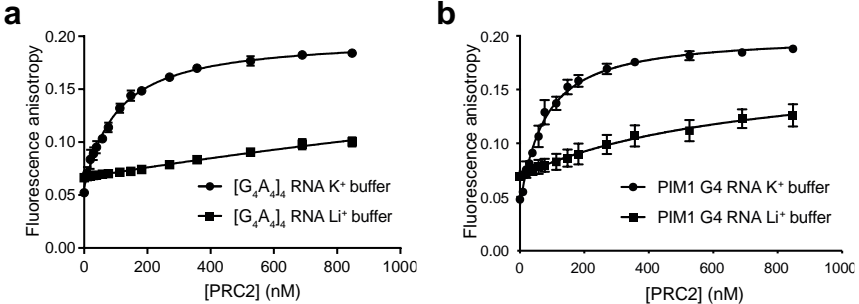 a
Fluorescence anisotropy
0.20
0.15
0.10
0.05
0.00
[G₄A₄]₄ RNA K⁺ buffer
[G₄A₄]₄ RNA Li⁺ buffer
0 200 400 600 800 1000
[PRC2] (nM)
b
Fluorescence anisotropy
0.20
0.15
0.10
0.05
0.00
PIM1 G4 RNA K⁺ buffer
PIM1 G4 RNA Li⁺ buffer
0 200 400 600 800 1000
[PRC2] (nM)